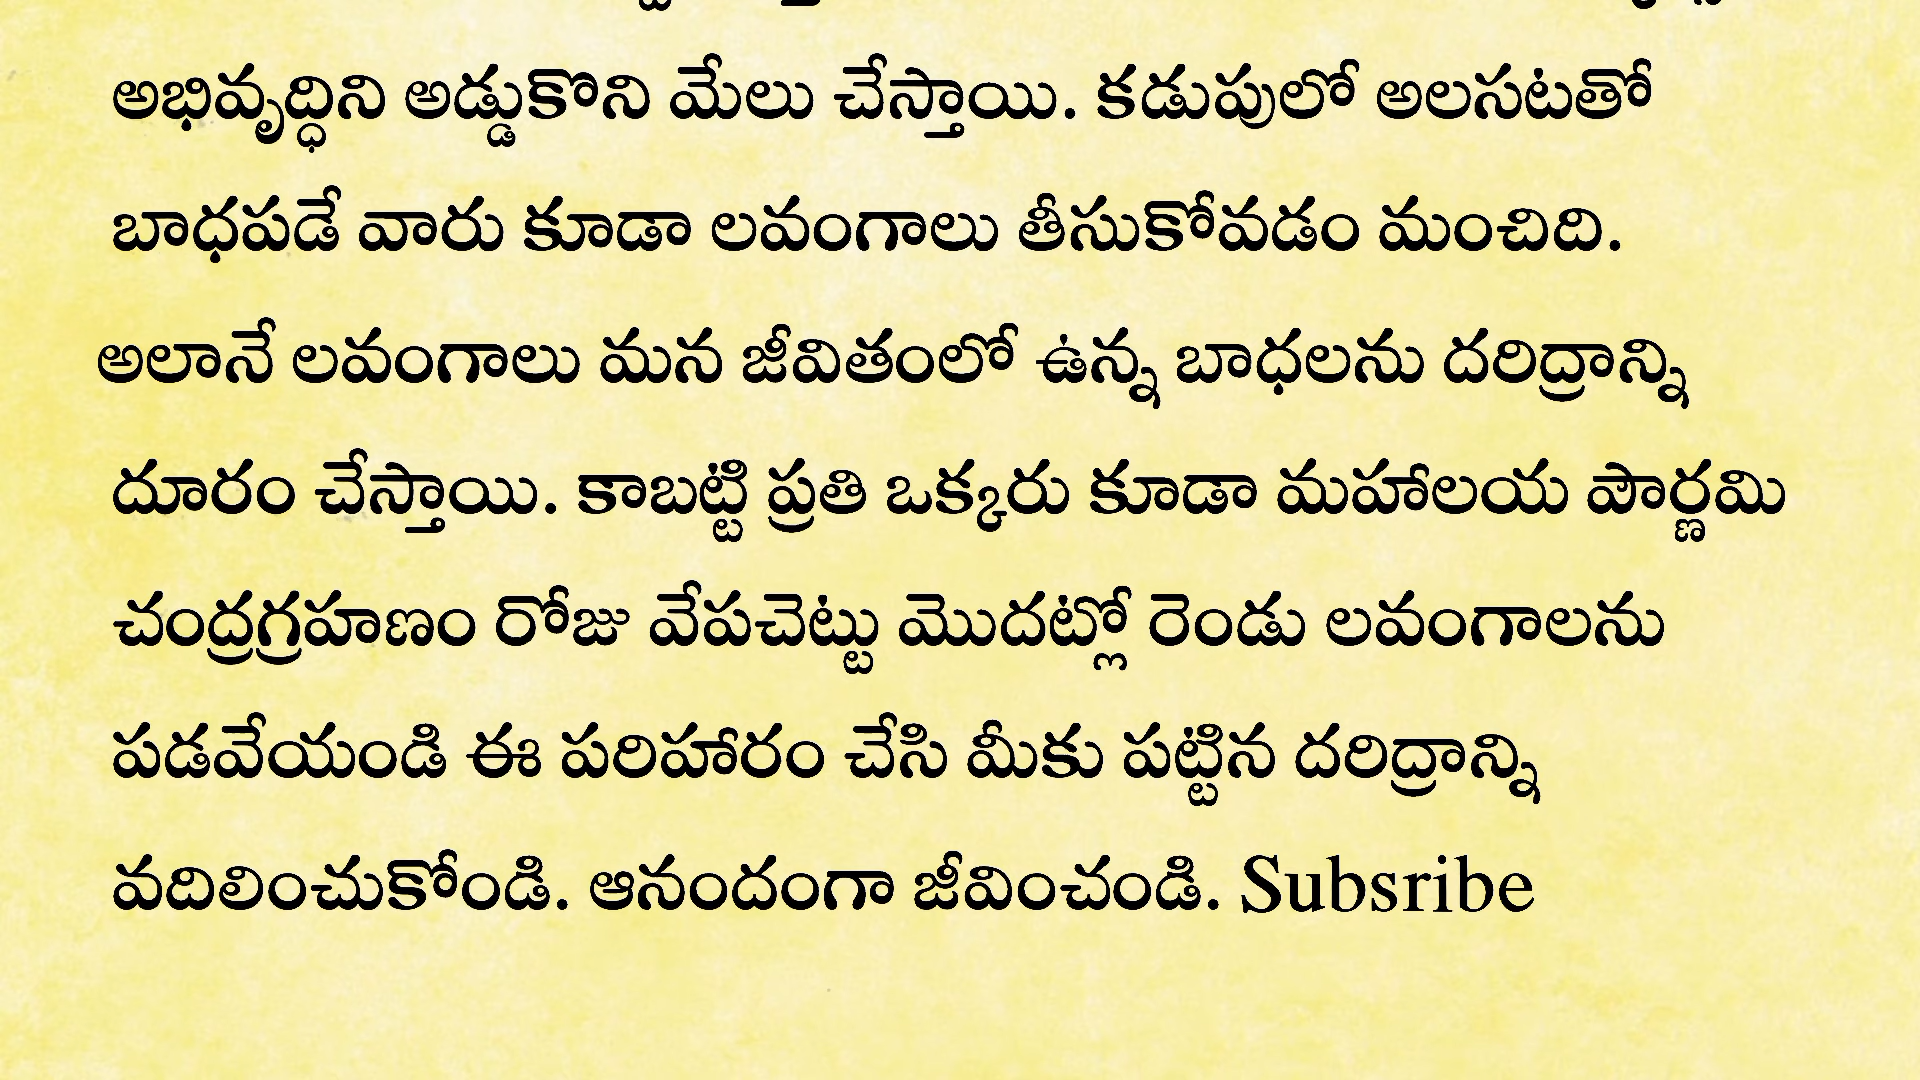 అభివృద్ధిని అడ్డుకొని మేలు చేస్తాయి. కడుపులో అలసటతో
బాధపడే వారు కూడా లవంగాలు తీసుకోవడం మంచిది.
అలానే లవంగాలు మన జీవితంలో ఉన్న బాధలను దరిద్రాన్ని
దూరం చేస్తాయి. కాబట్టి ప్రతి ఒక్కరు కూడా మహాలయ పౌర్ణమి
చంద్రగ్రహణం రోజు వేపచెట్టు మొదట్లో రెండు లవంగాలను
పడవేయండి ఈ పరిహారం చేసి మీకు పట్టిన దరిద్రాన్ని
వదిలించుకోండి. ఆనందంగా జీవించండి. Subsribe